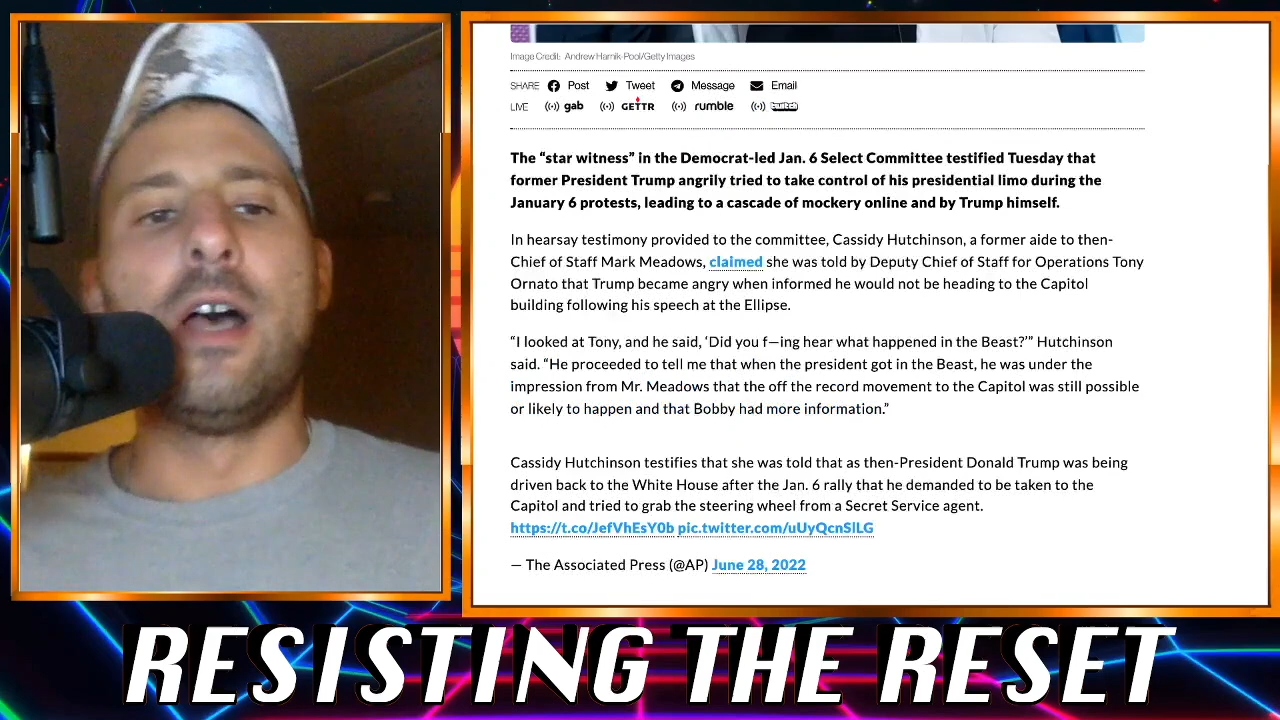 Image Credit: Andrew Harnik-Pool/Getty Images
SHARE Post Tweet Message Email
LIVE gab GETTR rumble twitch
The “star witness” in the Democrat-led Jan. 6 Select Committee testified Tuesday that
former President Trump angrily tried to take control of his presidential limo during the
January 6 protests, leading to a cascade of mockery online and by Trump himself.
In hearsay testimony provided to the committee, Cassidy Hutchinson, a former aide to then-
Chief of Staff Mark Meadows, claimed she was told by Deputy Chief of Staff for Operations Tony
Ornato that Trump became angry when informed he would not be heading to the Capitol
building following his speech at the Ellipse.
“I looked at Tony, and he said, ‘Did you f—ing hear what happened in the Beast?’” Hutchinson
said. “He proceeded to tell me that when the president got in the Beast, he was under the
impression from Mr. Meadows that the off the record movement to the Capitol was still possible
or likely to happen and that Bobby had more information.”
Cassidy Hutchinson testifies that she was told that as then-President Donald Trump was being
driven back to the White House after the Jan. 6 rally that he demanded to be taken to the
Capitol and tried to grab the steering wheel from a Secret Service agent.
https://t.co/JefVhEsY0b pic.twitter.com/uUyQcnSlLG
— The Associated Press (@AP) June 28, 2022
RESISTING THE RESET